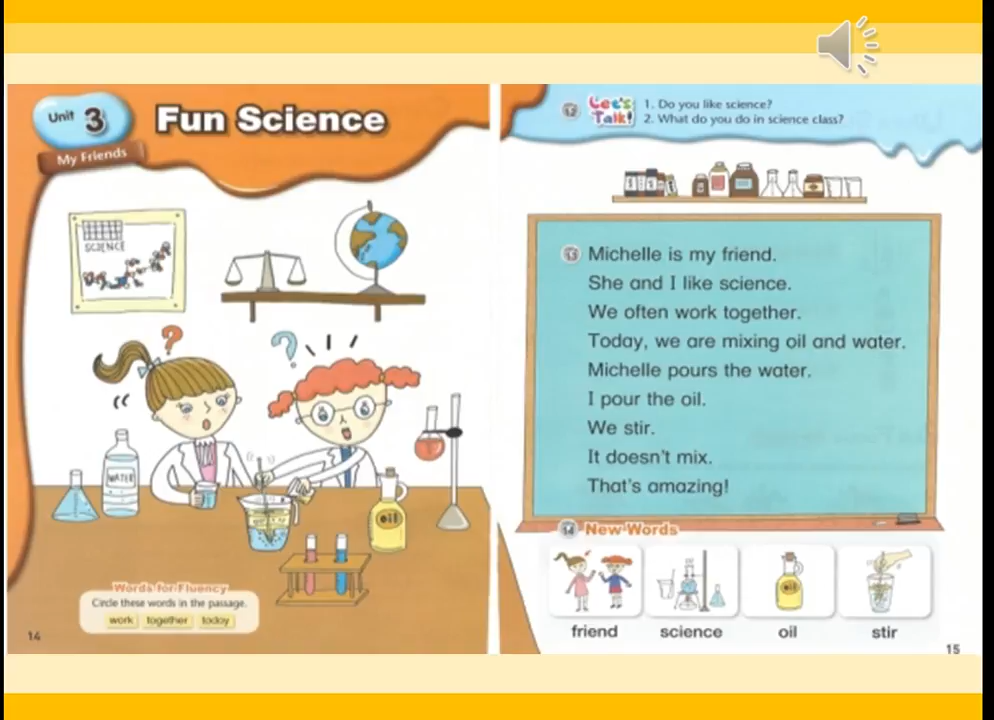 Unit 3
Fun Science
My Friends
SCIENCE
WATER
oil
Words for Fluency
Circle these words in the passage.
work together today
14
12
Let's Talk!
1. Do you like science?
2. What do you do in science class?
13
Michelle is my friend.
She and I like science.
We often work together.
Today, we are mixing oil and water.
Michelle pours the water.
I pour the oil.
We stir.
It doesn't mix.
That's amazing!
14 New Words
oil
friend science oil stir
15